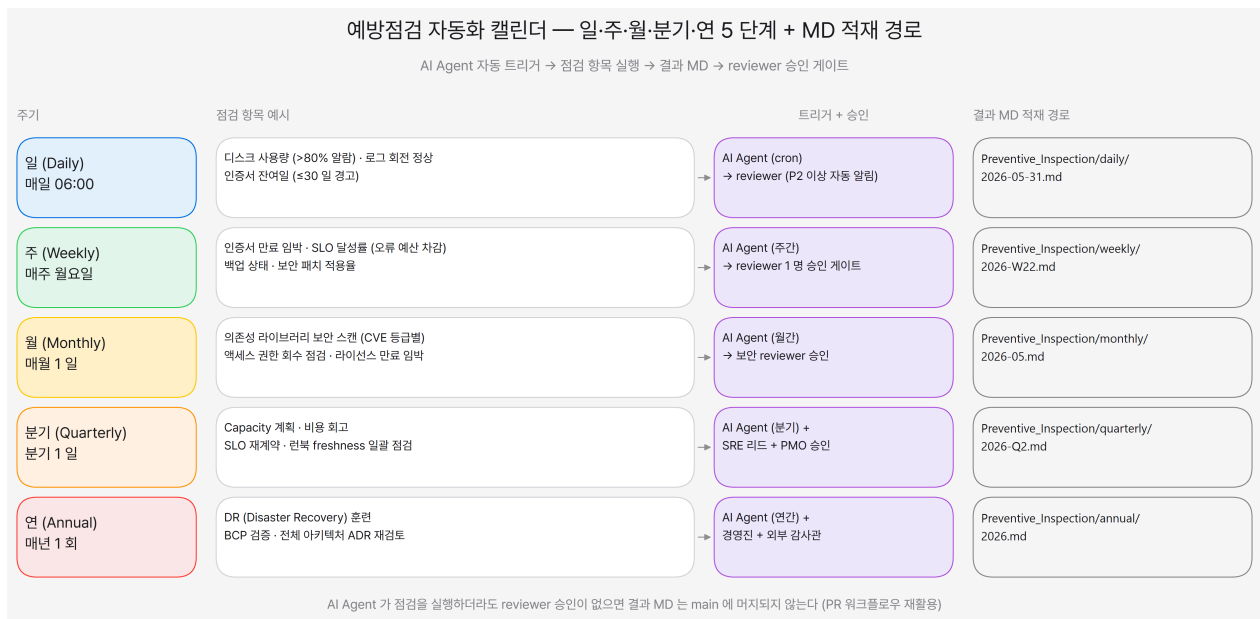 예방점검 자동화 캘린더 — 일·주·월·분기·연 5 단계 + MD 적재 경로
AI Agent 자동 트리거 → 점검 항목 실행 → 결과 MD → reviewer 승인 게이트
주기
점검 항목 예시
트리거 + 승인
결과 MD 적재 경로
일 (Daily)
매일 06:00
디스크 사용량 (>80% 알람) · 로그 회전 정상
인증서 잔여일 (≤30 일 경고)
AI Agent (cron)
→ reviewer (P2 이상 자동 알림)
Preventive_Inspection/daily/
2026-05-31.md
주 (Weekly)
매주 월요일
인증서 만료 임박 · SLO 달성률 (오류 예산 차감)
백업 상태 · 보안 패치 적용율
AI Agent (주간)
→ reviewer 1 명 승인 게이트
Preventive_Inspection/weekly/
2026-W22.md
월 (Monthly)
매월 1 일
의존성 라이브러리 보안 스캔 (CVE 등급별)
액세스 권한 회수 점검 · 라이선스 만료 임박
AI Agent (월간)
→ 보안 reviewer 승인
Preventive_Inspection/monthly/
2026-05.md
분기 (Quarterly)
분기 1 일
Capacity 계획 · 비용 회고
SLO 재계약 · 런북 freshness 일괄 점검
AI Agent (분기) +
SRE 리드 + PMO 승인
Preventive_Inspection/quarterly/
2026-Q2.md
연 (Annual)
매년 1 회
DR (Disaster Recovery) 훈련
BCP 검증 · 전체 아키텍처 ADR 재검토
AI Agent (연간) +
경영진 + 외부 감사관
Preventive_Inspection/annual/
2026.md
AI Agent 가 점검을 실행하더라도 reviewer 승인이 없으면 결과 MD 는 main 에 머지되지 않는다 (PR 워크플로우 재활용)